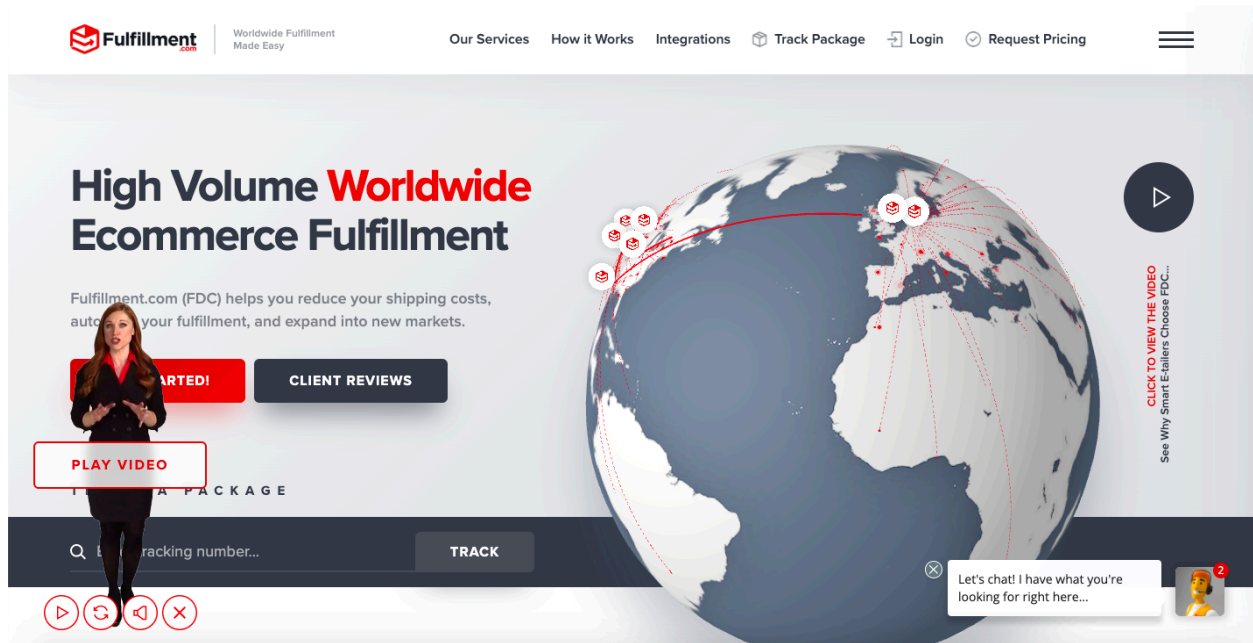 Fulfillment
.com
Worldwide Fulfillment
Made Easy
Our Services
How it Works
Integrations
Track Package
Login
Request Pricing
High Volume Worldwide
Ecommerce Fulfillment
Fulfillment.com (FDC) helps you reduce your shipping costs,
your fulfillment, and expand into new markets.
CLIENT REVIEWS
CLICK TO VIEW THE VIDEO
See Why Smart E-tailers Choose FDC...
PLAY VIDEO
A PACKAGE
tracking number...
TRACK
Let's chat! I have what you're
looking for right here...
2